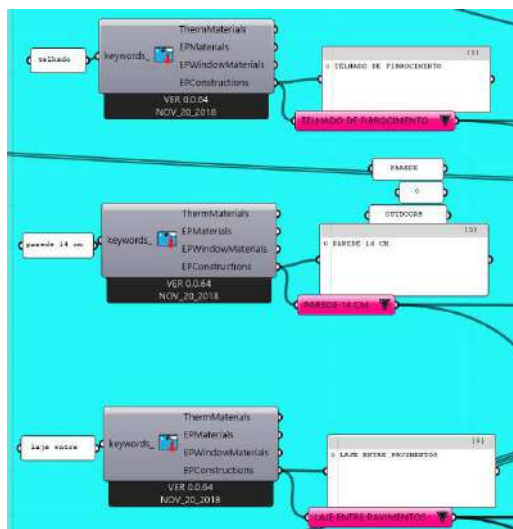 ThermMaterials
telhado
keywords_
EPMaterials
EPWindowMaterials
EPConstructions
VER 0.0.64
NOV_20_2018
0 TELHADO DE FIBROCIMENTO
TELHADO DE FIBROCIMENTO
PAREDE
0
OUTDOORS
ThermMaterials
parede 14 cm
keywords_
EPMaterials
EPWindowMaterials
EPConstructions
VER 0.0.64
NOV_20_2018
0 PAREDE 14 CM
PAREDE 14 CM
ThermMaterials
laje entre
keywords_
EPMaterials
EPWindowMaterials
EPConstructions
VER 0.0.64
NOV_20_2018
0 LAJE ENTRE PAVIMENTOS
LAJE ENTRE PAVIMENTOS